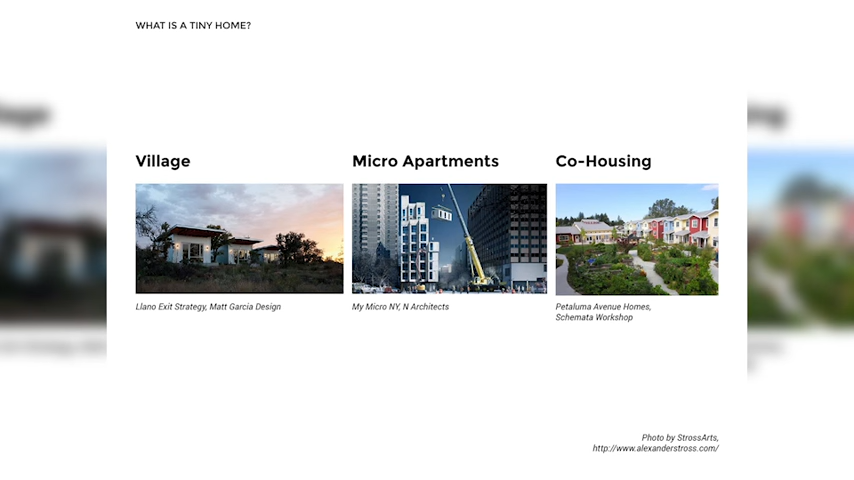 WHAT IS A TINY HOME?
Village
Micro Apartments
Co-Housing
Llano Exit Strategy, Matt Garcia Design
My Micro NY, N Architects
Petaluma Avenue Homes,
Schemata Workshop
Photo by StrossArts,
http://www.alexanderstross.com/